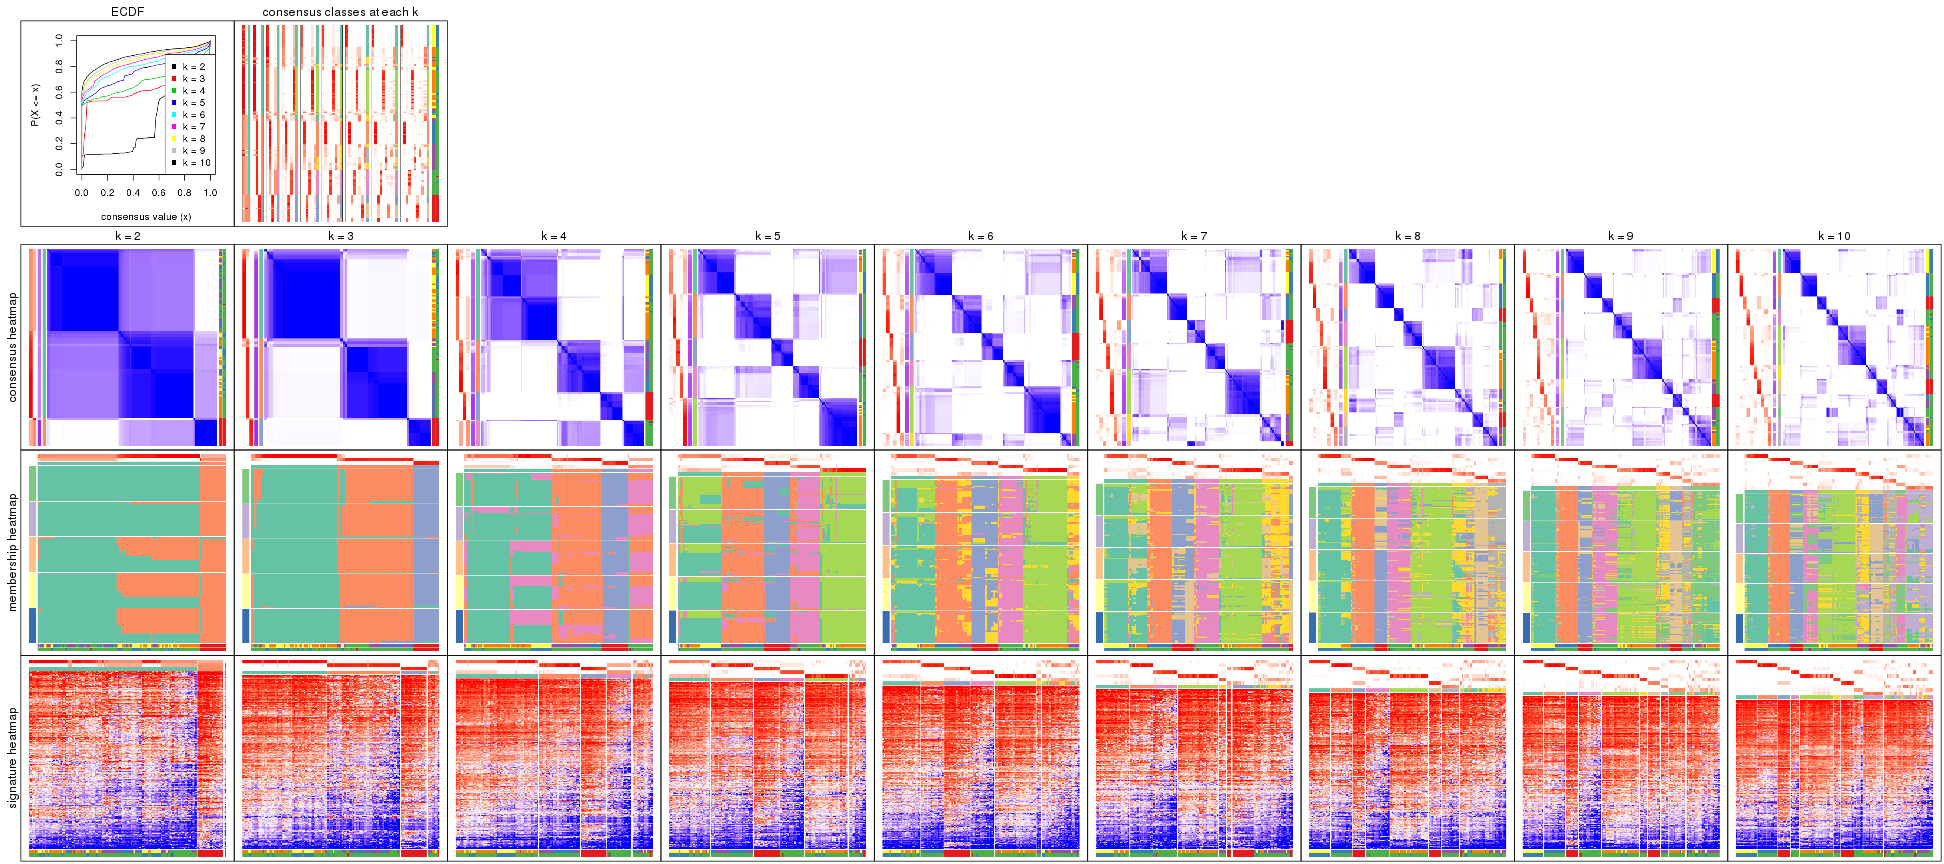 ECDF
consensus classes at each k
P(X <= x)
0.0 0.2 0.4 0.6 0.8 1.0
k = 2
k = 3
k = 4
k = 5
k = 6
k = 7
k = 8
k = 9
k = 10
0.0 0.2 0.4 0.6 0.8 1.0
consensus value (x)
k = 2 k = 3 k = 4 k = 5 k = 6 k = 7 k = 8 k = 9 k = 10
consensus heatmap
membership heatmap
signature heatmap